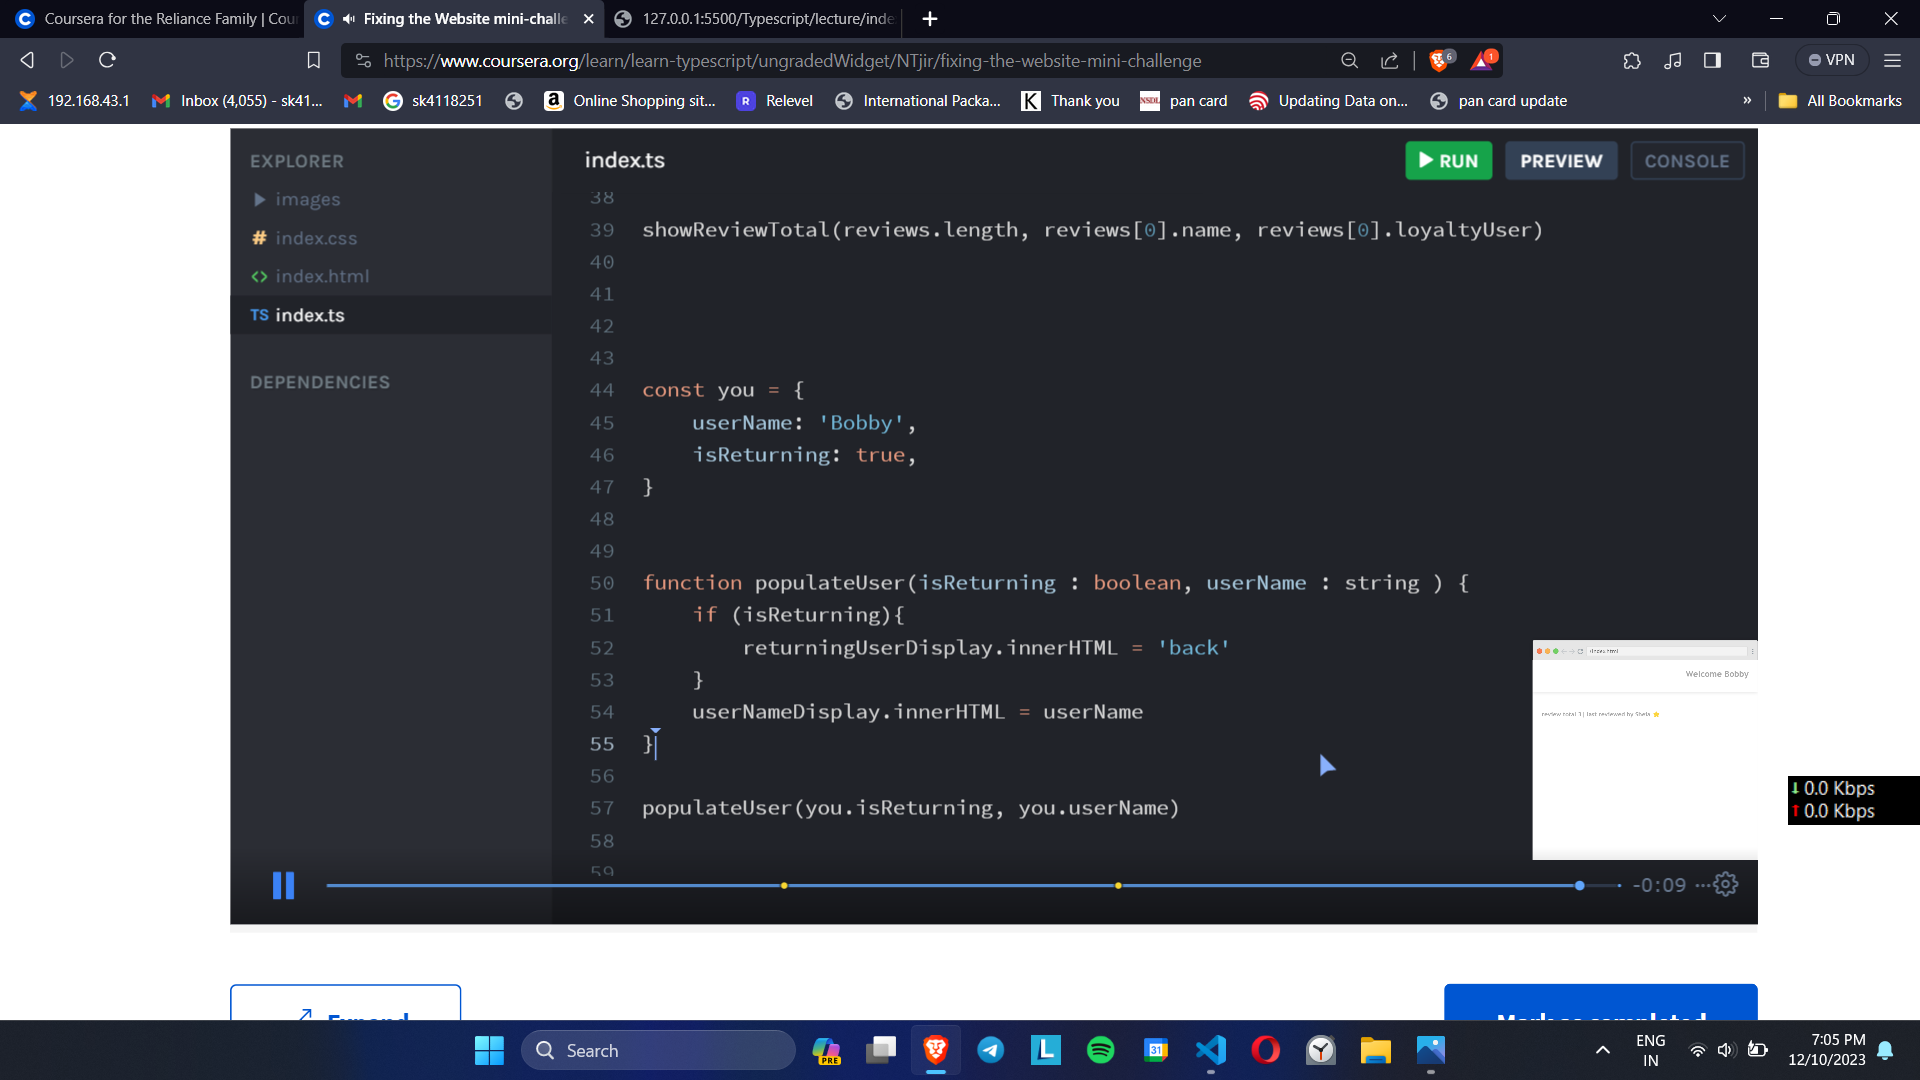 Coursera for the Reliance Family | Cou
Fixing the Website mini-challe
127.0.0.1:5500/Typescript/lecture/inde
https://www.coursera.org/learn/learn-typescript/ungradedWidget/NTjir/fixing-the-website-mini-challenge
6
1
VPN
192.168.43.1
Inbox (4,055) - sk41...
sk4118251
Online Shopping sit...
Relevel
International Packa...
Thank you
pan card
Updating Data on...
pan card update
»
All Bookmarks
EXPLORER
images
# index.css
<> index.html
TS index.ts
DEPENDENCIES
index.ts
RUN
PREVIEW
CONSOLE
38
39 showReviewTotal(reviews.length, reviews[0].name, reviews[0].loyaltyUser)
40
41
42
43
44 const you = {
45 userName: 'Bobby',
46 isReturning: true,
47 }
48
49
50 function populateUser(isReturning : boolean, userName : string ) {
51 if (isReturning){
52 returningUserDisplay.innerHTML = 'back'
53 }
54 userNameDisplay.innerHTML = userName
55 }
56
57 populateUser(you.isReturning, you.userName)
58
59
/index.html
Welcome Bobby
review total 3 | last reviewed by Sheia
-0:09
↓ 0.0 Kbps
↑ 0.0 Kbps
Expand
Mark as completed
Search
PRE
L
31
ENG
IN
7:05 PM
12/10/2023